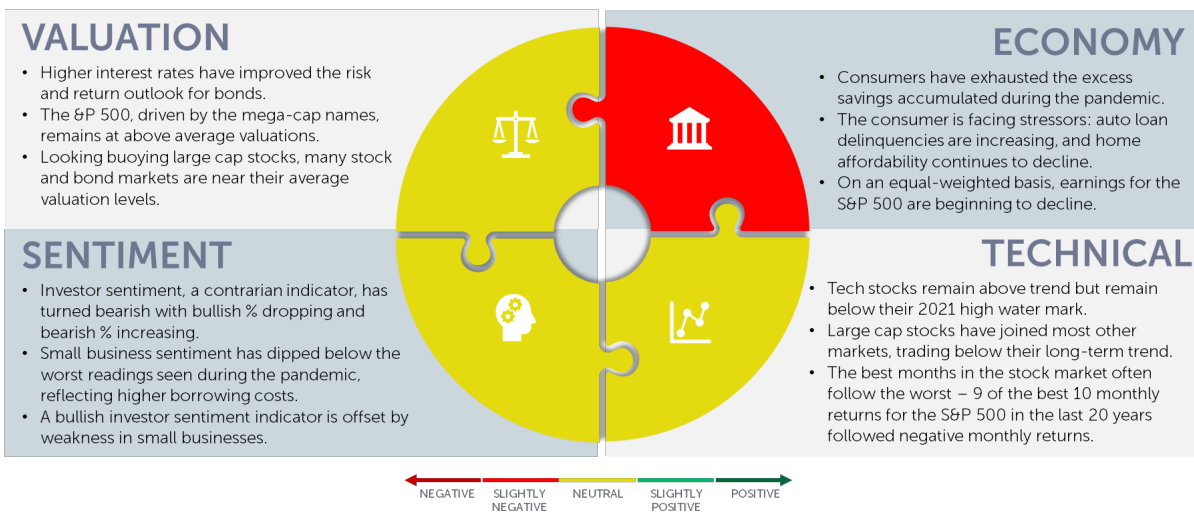 VALUATION
• Higher interest rates have improved the risk
and return outlook for bonds.
• The &P 500, driven by the mega-cap names,
remains at above average valuations.
• Looking buoying large cap stocks, many stock
and bond markets are near their average
valuation levels.
ECONOMY
• Consumers have exhausted the excess
savings accumulated during the pandemic.
• The consumer is facing stressors: auto loan
delinquencies are increasing, and home
affordability continues to decline.
• On an equal-weighted basis, earnings for the
S&P 500 are beginning to decline.
SENTIMENT
• Investor sentiment, a contrarian indicator, has
turned bearish with bullish % dropping and
bearish % increasing.
• Small business sentiment has dipped below the
worst readings seen during the pandemic,
reflecting higher borrowing costs.
• A bullish investor sentiment indicator is offset by
weakness in small businesses.
TECHNICAL
• Tech stocks remain above trend but remain
below their 2021 high water mark.
• Large cap stocks have joined most other
markets, trading below their long-term trend.
• The best months in the stock market often
follow the worst – 9 of the best 10 monthly
returns for the S&P 500 in the last 20 years
followed negative monthly returns.
NEGATIVE
SLIGHTLY
NEGATIVE
NEUTRAL
SLIGHTLY
POSITIVE
POSITIVE